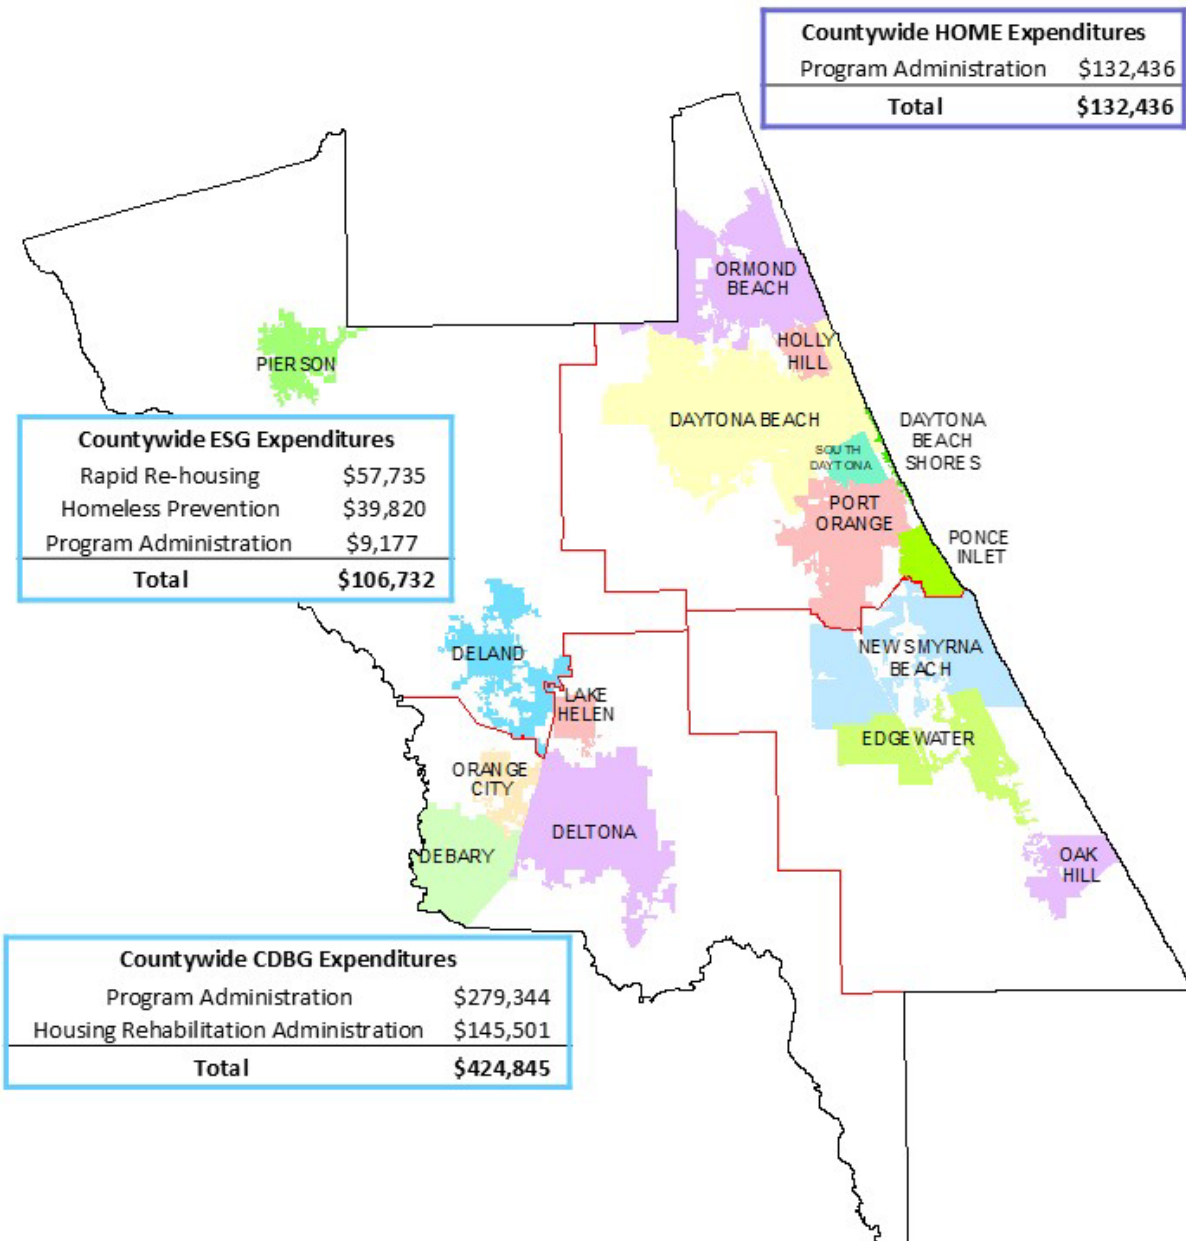 Countywide HOME Expenditures
Program Administration $132,436
Total $132,436
ORMOND
BEACH
HOLLY
HILL
PIERSON
DAYTONA BEACH
DAYTONA
BEACH
SHORES
SOUTH
DAYTONA
PORT
ORANGE
PONCE
INLET
Countywide ESG Expenditures
Rapid Re-housing $57,735
Homeless Prevention $39,820
Program Administration $9,177
Total $106,732
DELAND
NEW SMYRNA
BEACH
LAKE
HELEN
EDGEWATER
ORANGE
CITY
DELTONA
DEBARY
OAK
HILL
Countywide CDBG Expenditures
Program Administration $279,344
Housing Rehabilitation Administration $145,501
Total $424,845